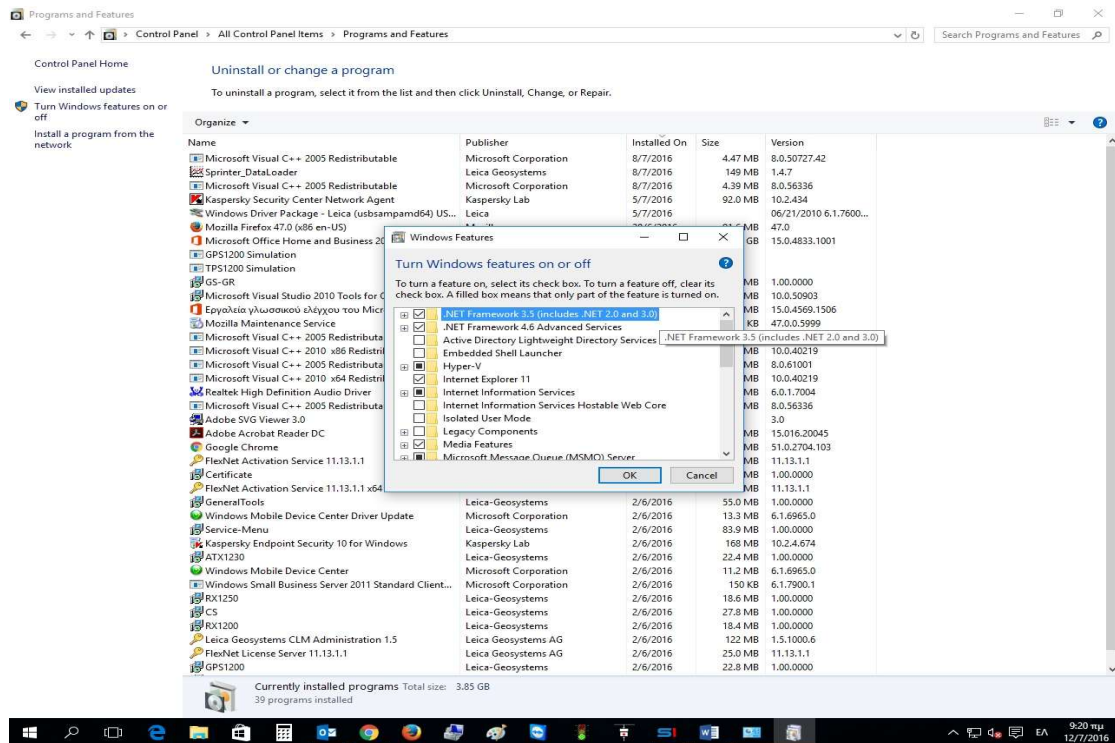 Programs and Features
Control Panel > All Control Panel Items > Programs and Features
Search Programs and Features
Control Panel Home
View installed updates
Turn Windows features on or off
Install a program from the network
Uninstall or change a program
To uninstall a program, select it from the list and then click Uninstall, Change, or Repair.
Organize
Name Publisher Installed On Size Version
Microsoft Visual C++ 2005 Redistributable Microsoft Corporation 8/7/2016 4.47 MB 8.0.50727.42
Sprinter_DataLoader Leica Geosystems 8/7/2016 149 MB 1.4.7
Microsoft Visual C++ 2005 Redistributable Microsoft Corporation 8/7/2016 4.39 MB 8.0.56336
Kaspersky Security Center Network Agent Kaspersky Lab 5/7/2016 92.0 MB 10.2.434
Windows Driver Package - Leica (usbsampamd64) US... Leica 5/7/2016 06/21/2010 6.1.7600...
Mozilla Firefox 47.0 (x86 en-US) MB 47.0
Microsoft Office Home and Business 20 GB 15.0.4833.1001
GPS1200 Simulation
TPS1200 Simulation
GS-GR MB 1.00.0000
Microsoft Visual Studio 2010 Tools for MB 10.0.50903
Εργαλεία γλωσσικού ελέγχου του Micr MB 15.0.4569.1506
Mozilla Maintenance Service KB 47.0.0.5999
Microsoft Visual C++ 2005 Redistributa
Microsoft Visual C++ 2010 x86 Redistri MB 10.0.40219
Microsoft Visual C++ 2005 Redistributa MB 8.0.61001
Microsoft Visual C++ 2010 x64 Redistri MB 10.0.40219
Realtek High Definition Audio Driver MB 6.0.1.7004
Microsoft Visual C++ 2005 Redistributa MB 8.0.56336
Adobe SVG Viewer 3.0 3.0
Adobe Acrobat Reader DC MB 15.016.20045
Google Chrome MB 51.0.2704.103
FlexNet Activation Service 11.13.1.1 MB 11.13.1.1
Certificate MB 1.00.0000
FlexNet Activation Service 11.13.1.1 x64 MB 11.13.1.1
GeneralTools Leica-Geosystems 2/6/2016 55.0 MB 1.00.0000
Windows Mobile Device Center Driver Update Microsoft Corporation 2/6/2016 13.3 MB 6.1.6965.0
Service-Menu Leica-Geosystems 2/6/2016 83.9 MB 1.00.0000
Kaspersky Endpoint Security 10 for Windows Kaspersky Lab 2/6/2016 168 MB 10.2.4.674
ATX1230 Leica-Geosystems 2/6/2016 22.4 MB 1.00.0000
Windows Mobile Device Center Microsoft Corporation 2/6/2016 11.2 MB 6.1.6965.0
Windows Small Business Server 2011 Standard Client... Microsoft Corporation 2/6/2016 150 KB 6.1.7900.1
RX1250 Leica-Geosystems 2/6/2016 18.6 MB 1.00.0000
CS Leica-Geosystems 2/6/2016 27.8 MB 1.00.0000
RX1200 Leica-Geosystems 2/6/2016 18.4 MB 1.00.0000
Leica Geosystems CLM Administration 1.5 Leica Geosystems AG 2/6/2016 122 MB 1.5.1000.6
FlexNet License Server 11.13.1.1 Leica Geosystems AG 2/6/2016 25.0 MB 11.13.1.1
GPS1200 Leica-Geosystems 2/6/2016 22.8 MB 1.00.0000
Currently installed programs Total size: 3.85 GB
39 programs installed
Windows Features
Turn Windows features on or off
To turn a feature on, select its check box. To turn a feature off, clear its
check box. A filled box means that only part of the feature is turned on.
.NET Framework 3.5 (includes .NET 2.0 and 3.0)
.NET Framework 4.6 Advanced Services
Active Directory Lightweight Directory Services
.NET Framework 3.5 (includes .NET 2.0 and 3.0)
Embedded Shell Launcher
Hyper-V
Internet Explorer 11
Internet Information Services
Internet Information Services Hostable Web Core
Isolated User Mode
Legacy Components
Media Features
Microsoft Message Queue (MSMQ) Server
OK Cancel
ΕΛ
9:20 πμ
12/7/2016